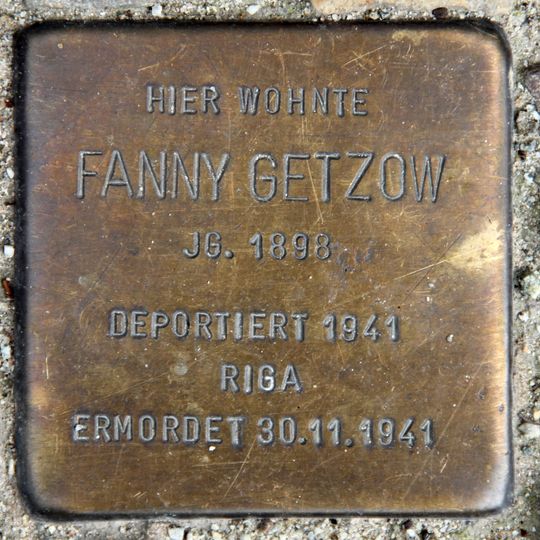 HIER WOHNTE
FANNY GETZOW
JG. 1898
DEPORTIERT 1941
RIGA
ERMORDET 30.11.1941